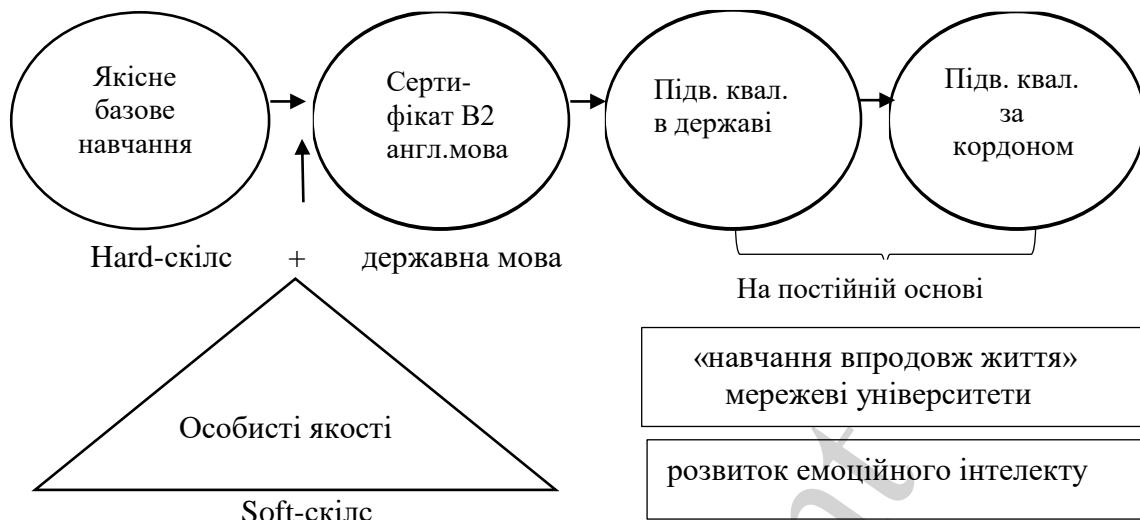 Якісне
базове
навчання
Серти-
фікат В2
англ.мова
Підв. квал.
в державі
Підв. квал.
за
кордоном
Hard-скілс + державна мова
На постійній основі
«навчання впродовж життя»
мережеві університети
Особисті якості
розвиток емоційного інтелекту
Soft-скілс